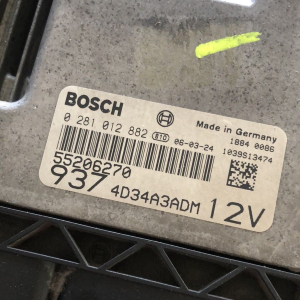 BOSCH
Made in Germany
0 281 012 882 810 06-03-24
1884 0086
1039S13474
55206270
937 4D34A3ADM 12V